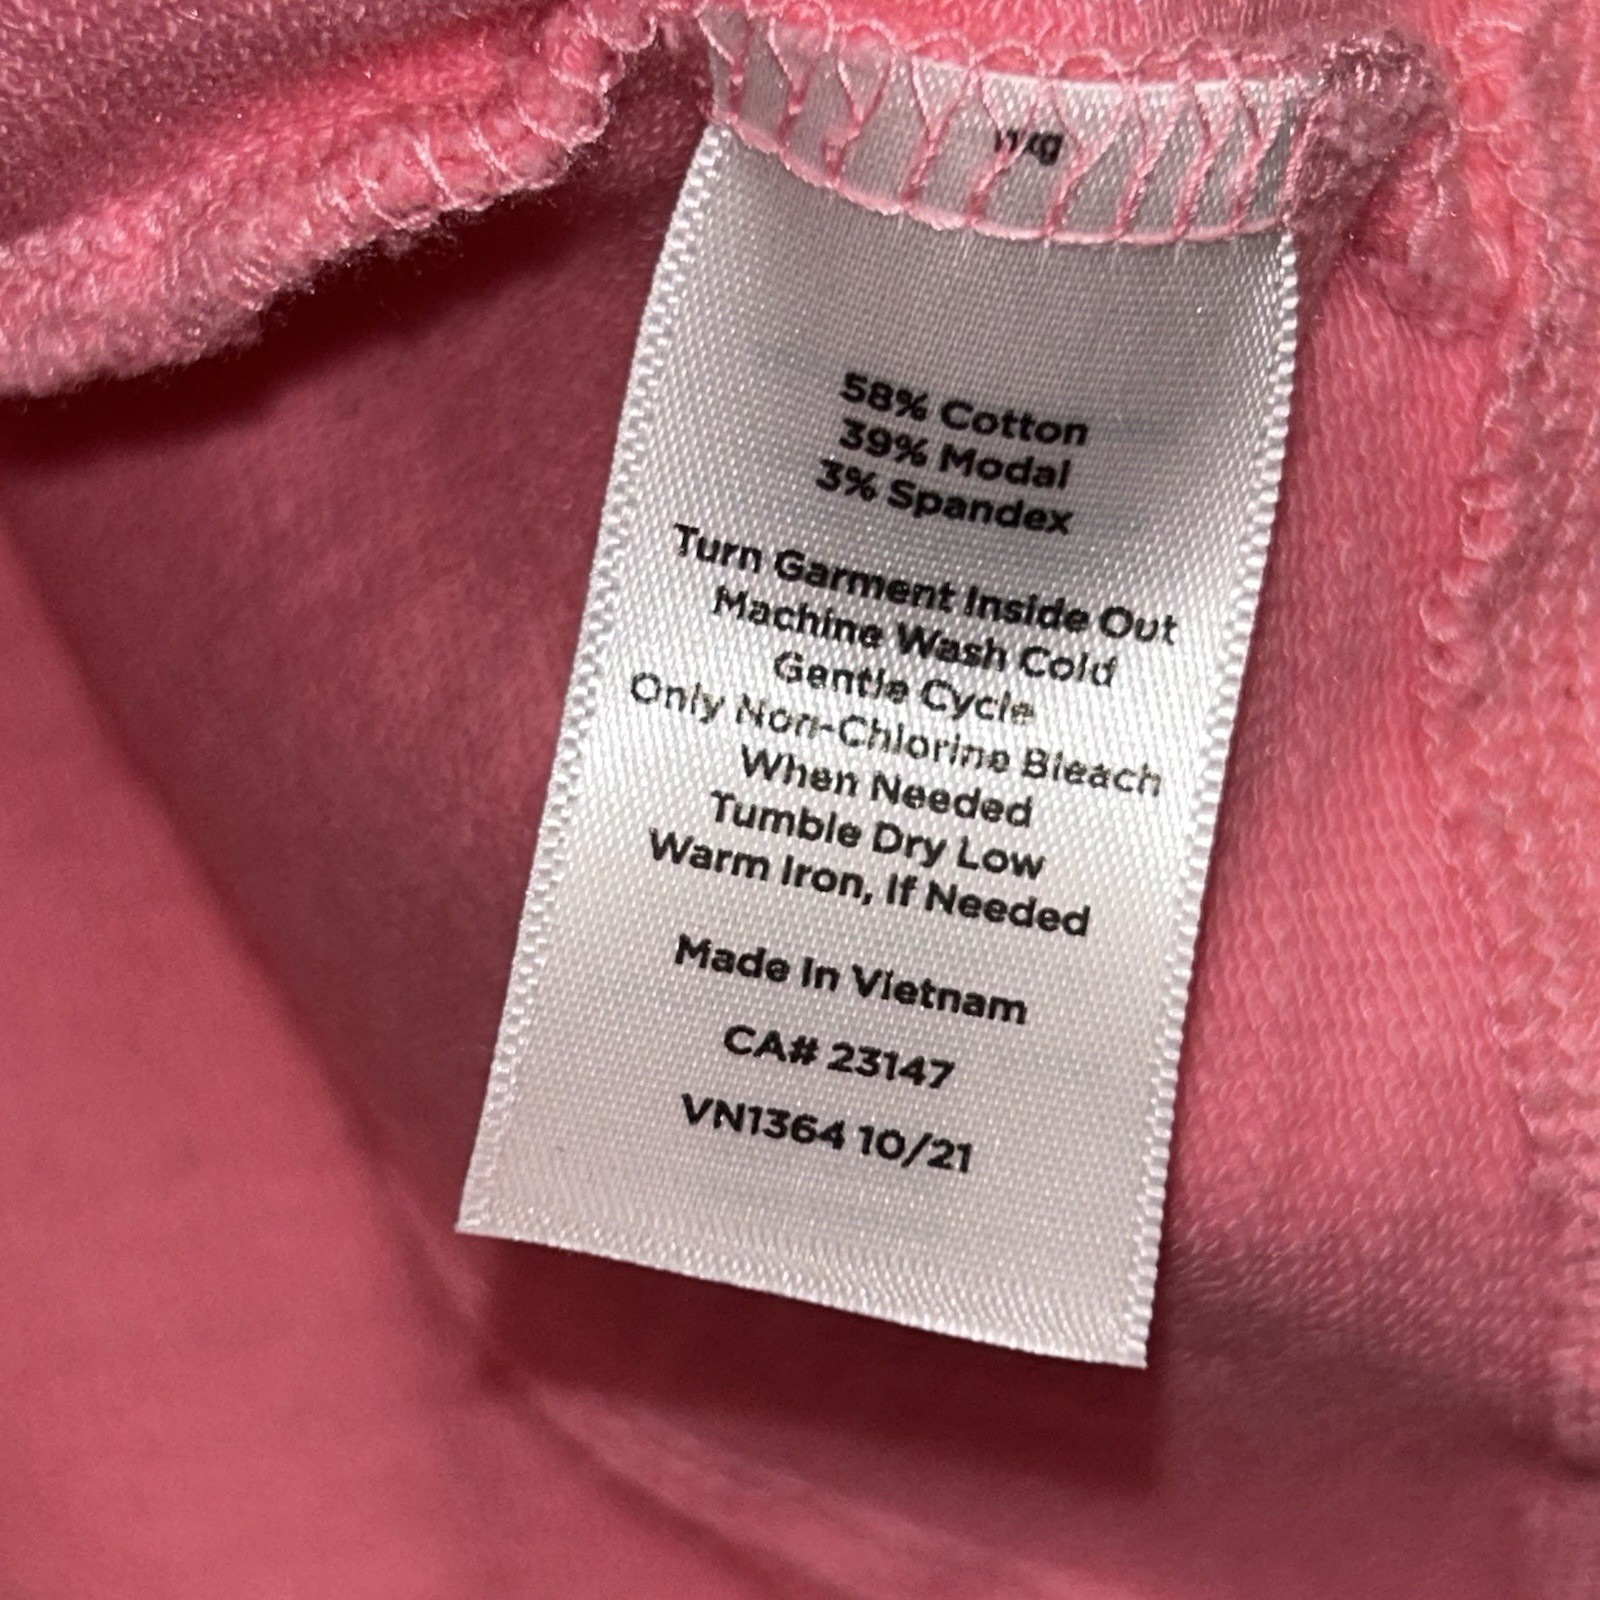 58% Cotton
39% Modal
3% Spandex
Turn Garment Inside Out
Machine Wash Cold
Gentle Cycle
Only Non-Chlorine Bleach
When Needed
Tumble Dry Low
Warm Iron, If Needed
Made In Vietnam
CA# 23147
VN1364 10/21